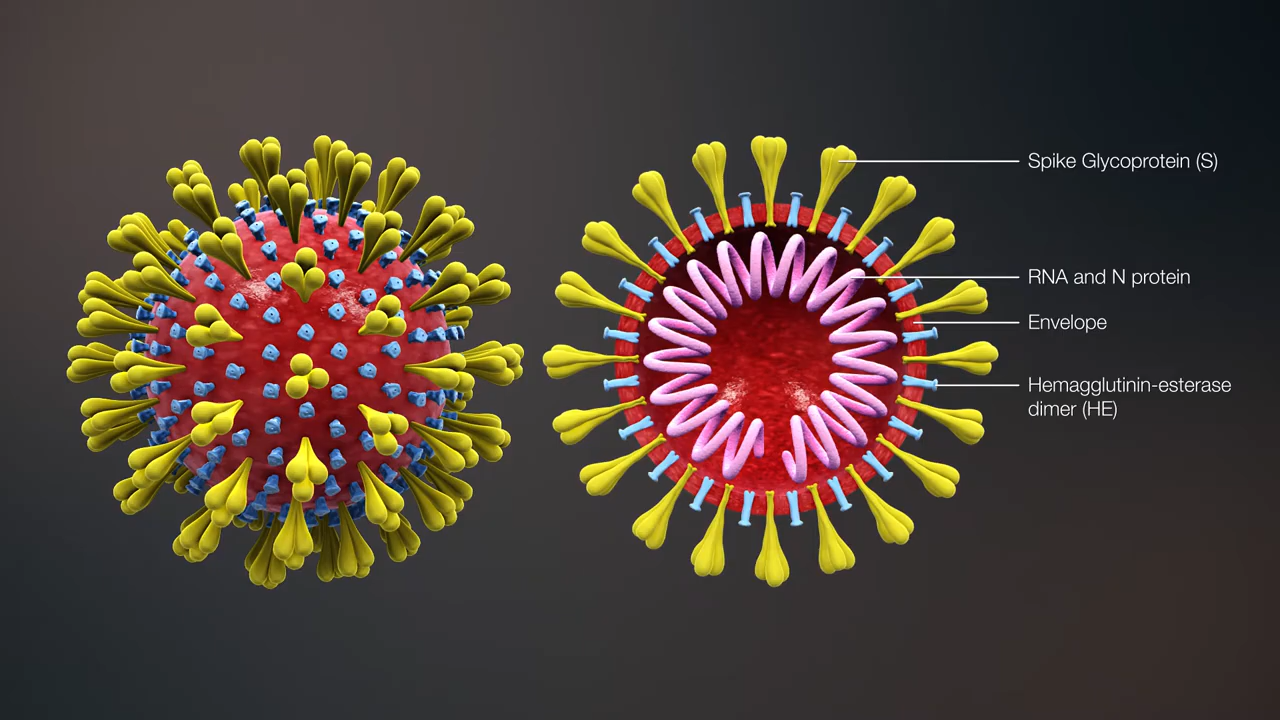 Spike Glycoprotein (S)
RNA and N protein
Envelope
Hemagglutinin-esterase
dimer (HE)